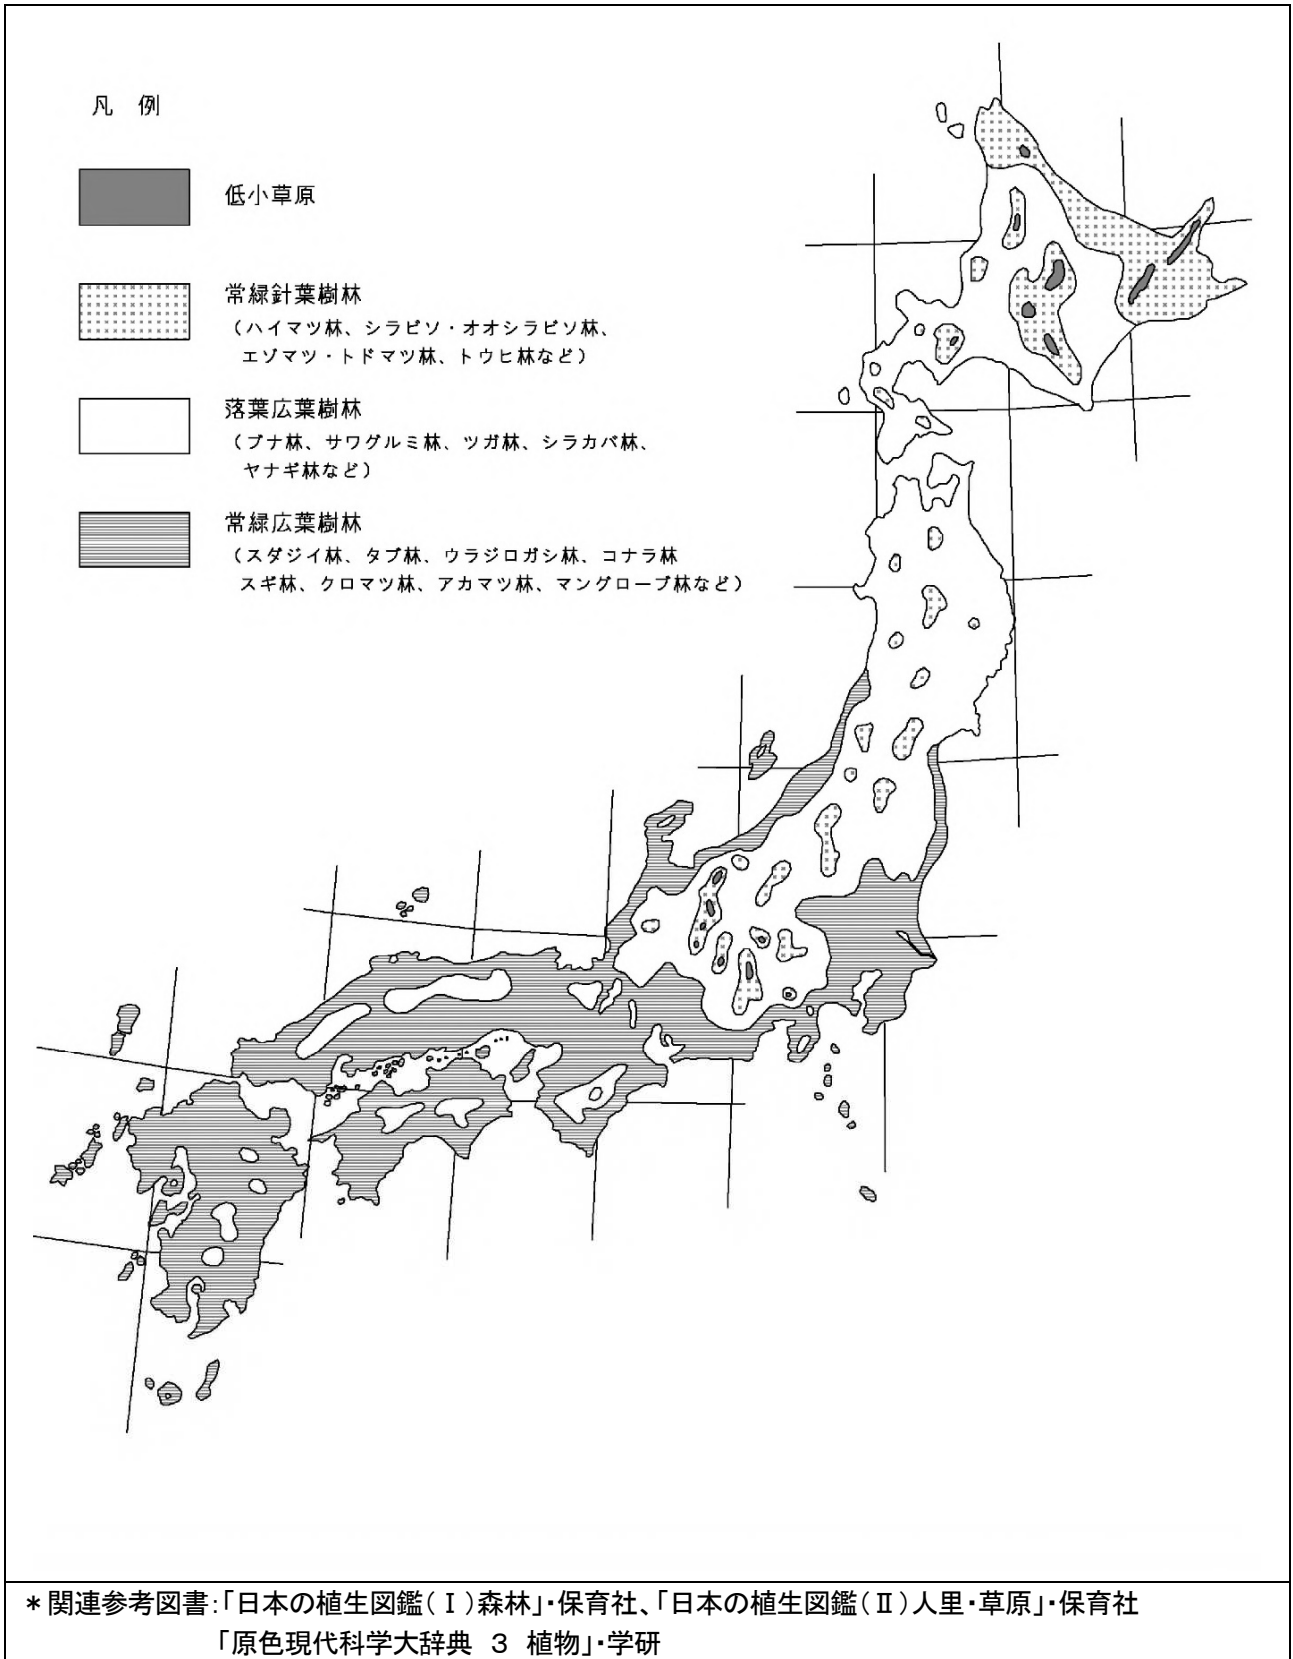 凡 例
低小草原
常緑針葉樹林
(ハイマツ林、シラビソ・オオシラビソ林、
エゾマツ・トドマツ林、トウヒ林など)
落葉広葉樹林
(ブナ林、サワグルミ林、ツガ林、シラカバ林、
ヤナギ林など)
常緑広葉樹林
(スダジイ林、タブ林、ウラジロガシ林、コナラ林
スギ林、クロマツ林、アカマツ林、マングローブ林など)
*関連参考図書:「日本の植生図鑑(Ⅰ)森林」・保育社、「日本の植生図鑑(Ⅱ)人里・草原」・保育社
「原色現代科学大辞典 3 植物」・学研